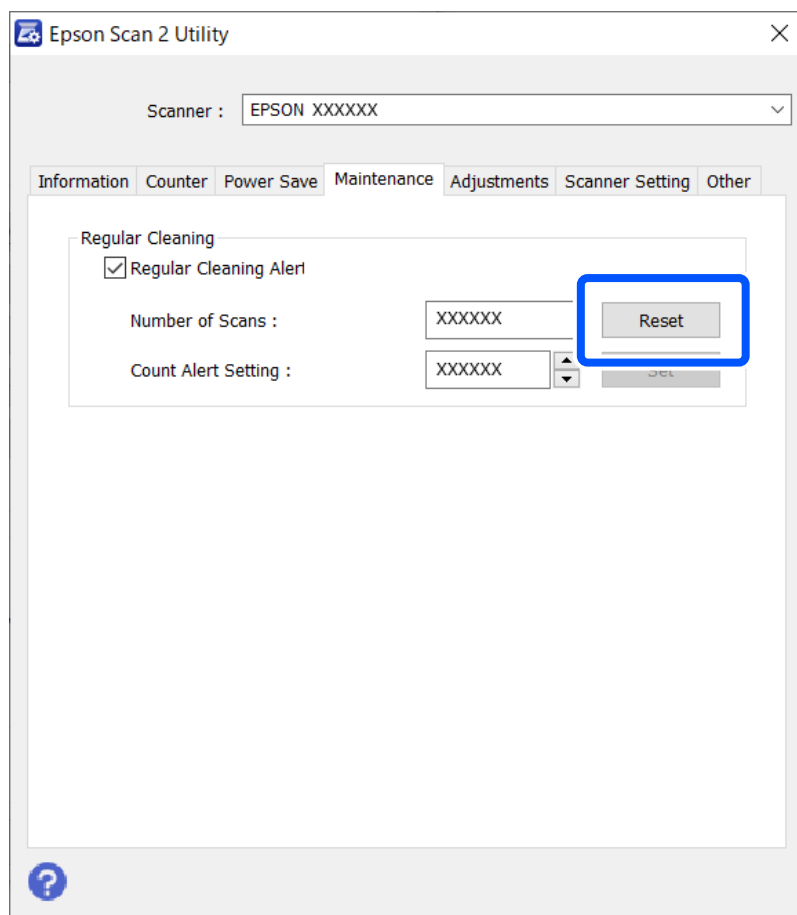 Epson Scan 2 Utility
Scanner : EPSON XXXXXX
Information Counter Power Save Maintenance Adjustments Scanner Setting Other
Regular Cleaning
Regular Cleaning Alert
Number of Scans : XXXXXX Reset
Count Alert Setting : XXXXXX Set
?